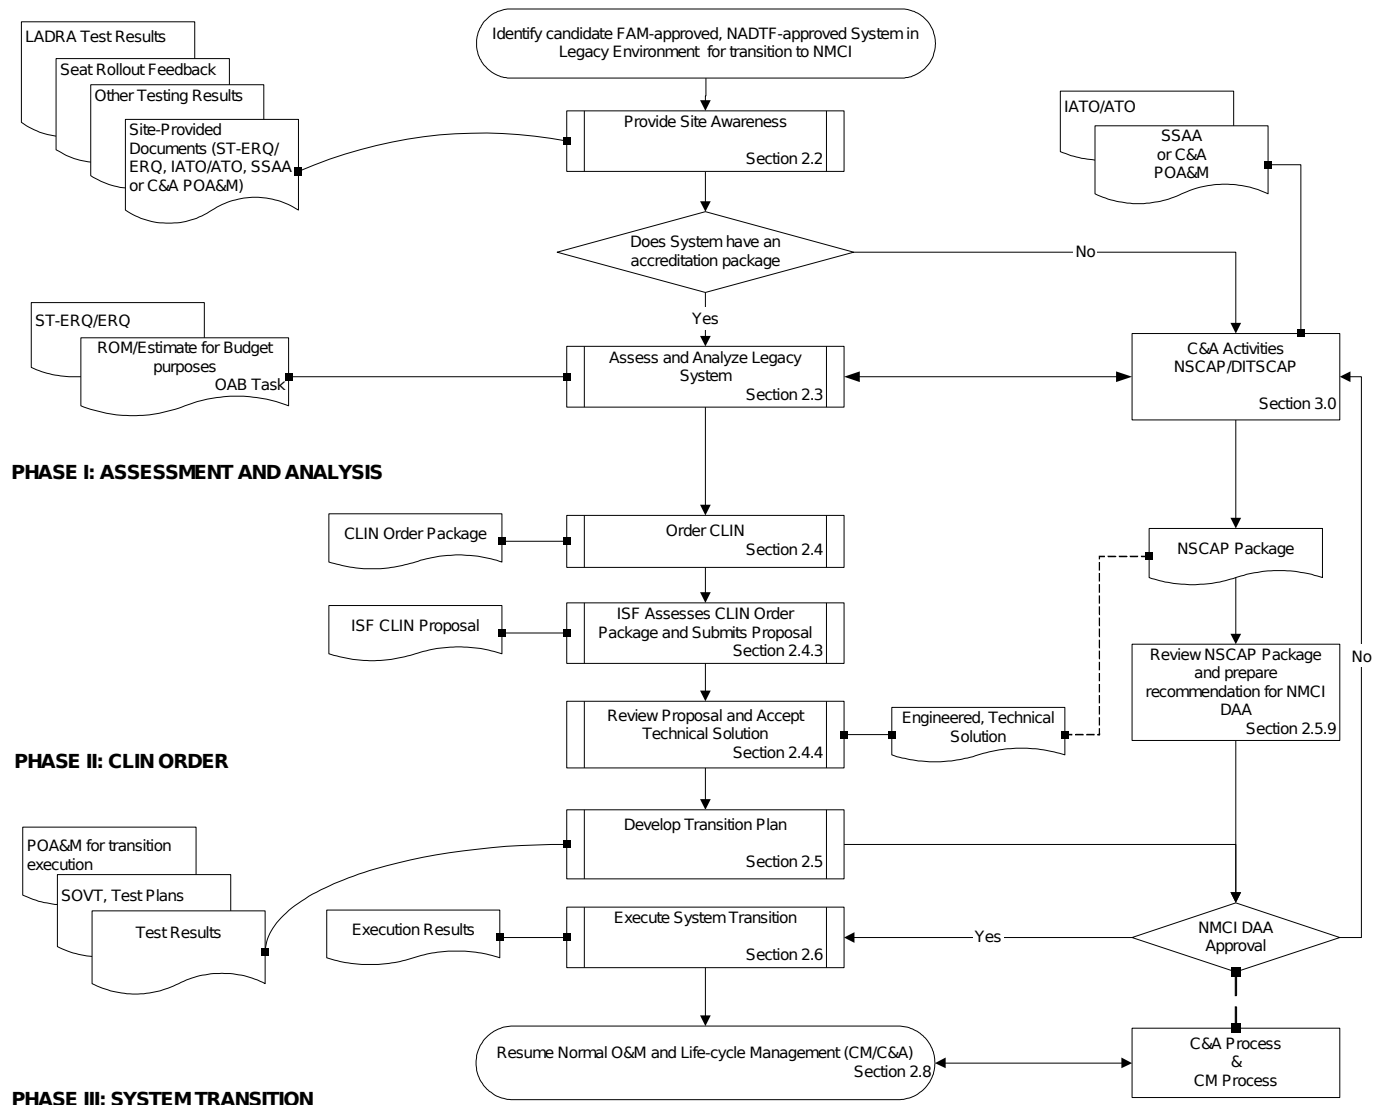 Identify candidate FAM-approved, NADTF-approved System in
Legacy Environment for transition to NMCI
LADRA Test Results
Seat Rollout Feedback
Other Testing Results
Site-Provided
Documents (ST-ERQ/
ERQ, IATO/ATO, SSAA
or C&A POA&M)
Provide Site Awareness
Section 2.2
IATO/ATO
SSAA
or C&A
POA&M
Does System have an
accreditation package
No
Yes
ST-ERQ/ERQ
ROM/Estimate for Budget
purposes
OAB Task
Assess and Analyze Legacy
System
Section 2.3
C&A Activities
NSCAP/DITSCAP
Section 3.0
PHASE I: ASSESSMENT AND ANALYSIS
CLIN Order Package
Order CLIN
Section 2.4
NSCAP Package
ISF CLIN Proposal
ISF Assesses CLIN Order
Package and Submits Proposal
Section 2.4.3
Review NSCAP Package
and prepare
recommendation for NMCI
DAA
Section 2.5.9
No
Review Proposal and Accept
Technical Solution
Section 2.4.4
Engineered, Technical
Solution
PHASE II: CLIN ORDER
POA&M for transition
execution
SOVT, Test Plans
Test Results
Develop Transition Plan
Section 2.5
Execution Results
Execute System Transition
Section 2.6
Yes
NMCI DAA
Approval
Resume Normal O&M and Life-cycle Management (CM/C&A)
Section 2.8
C&A Process
&
CM Process
PHASE III: SYSTEM TRANSITION